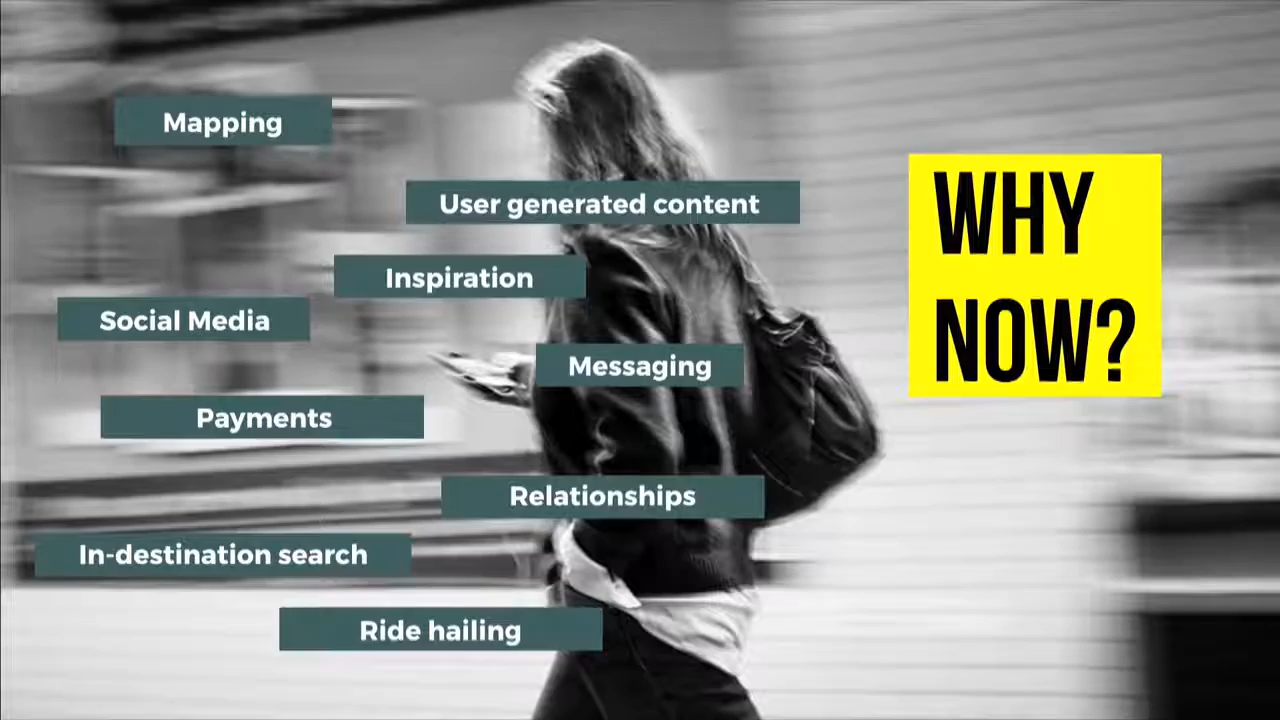 Mapping
User generated content
Inspiration
Social Media
Messaging
Payments
Relationships
In-destination search
Ride hailing
WHY
NOW?